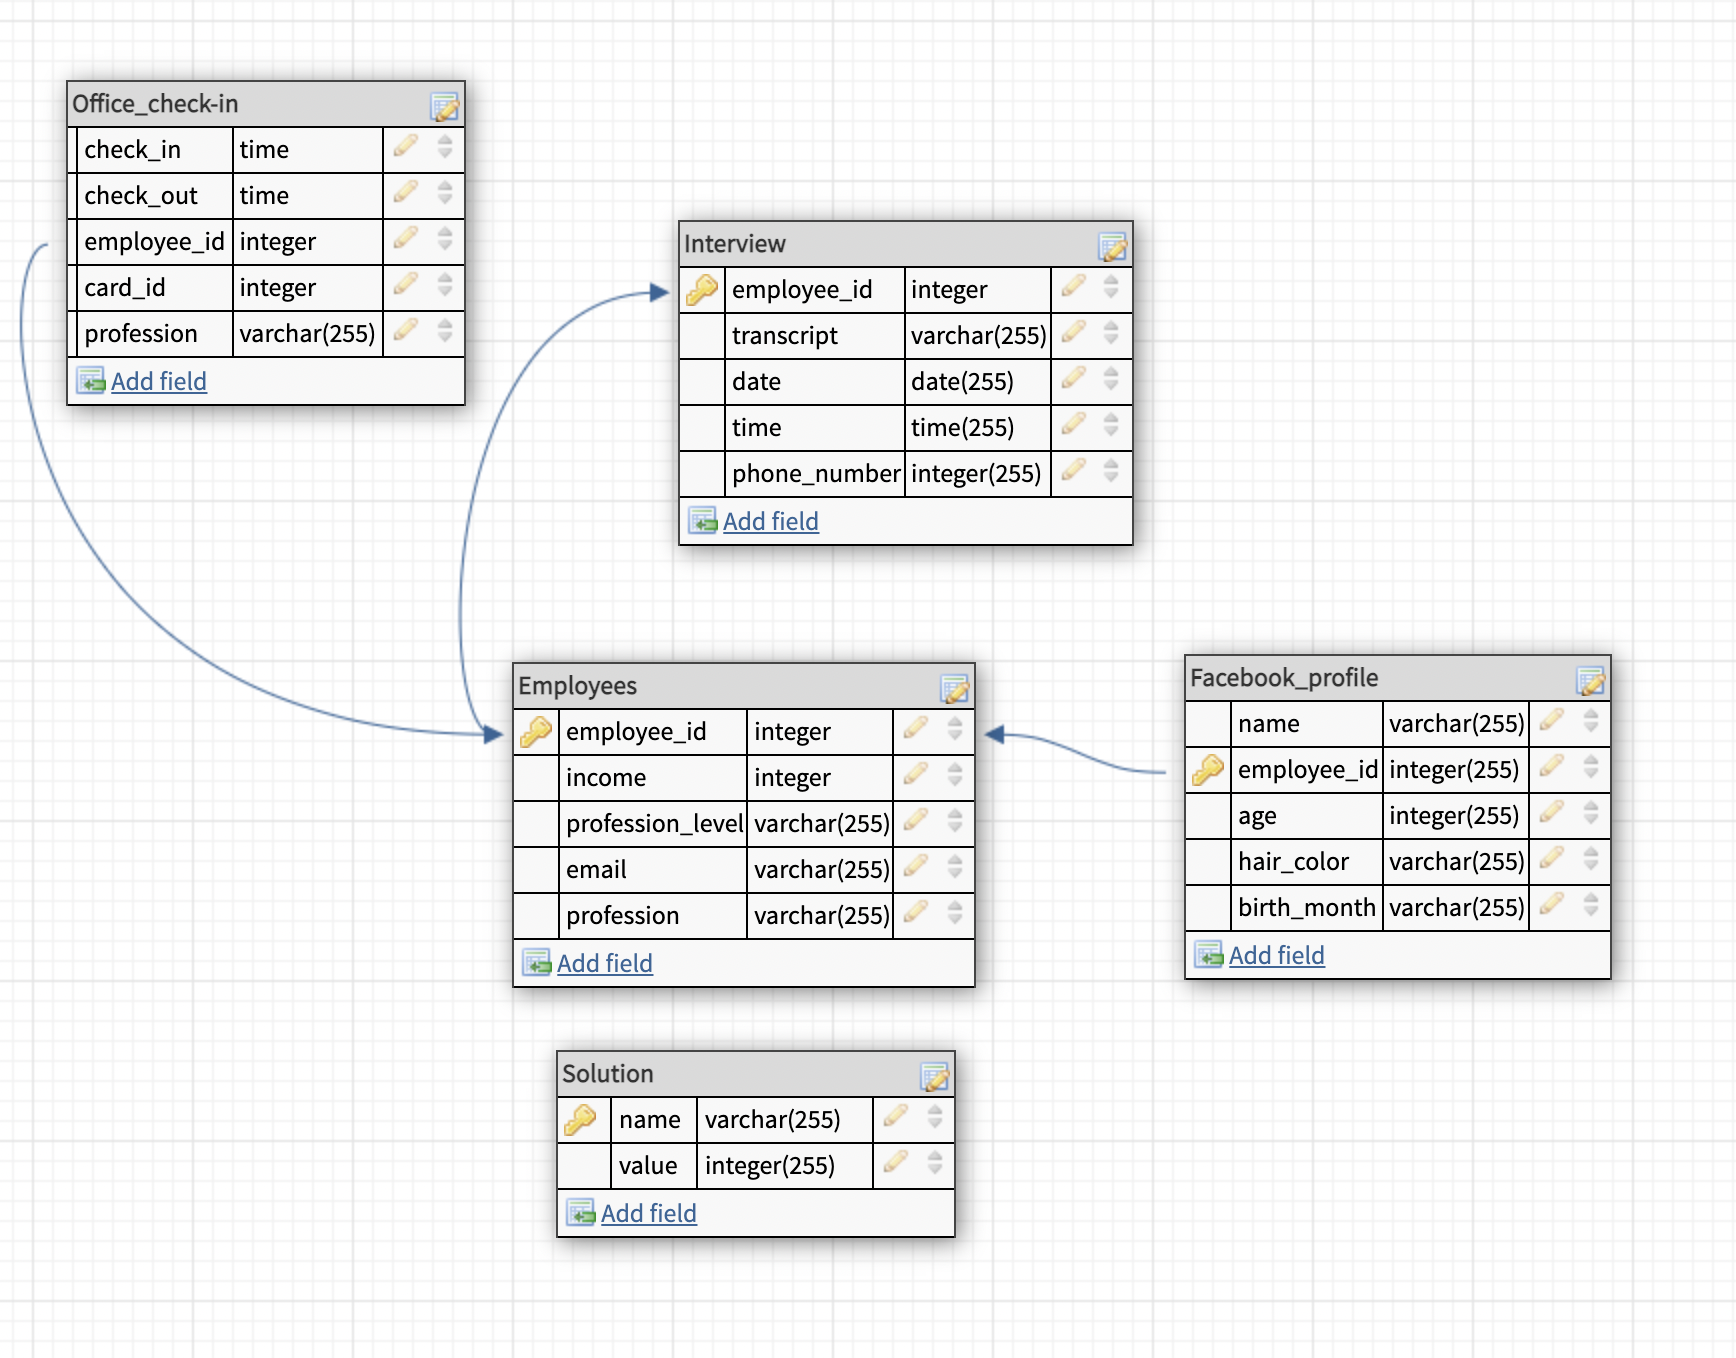 Office_check-in
check_in time
check_out time
employee_id integer
card_id integer
profession varchar(255)
Add field
Interview
employee_id integer
transcript varchar(255)
date date(255)
time time(255)
phone_number integer(255)
Add field
Employees
employee_id integer
income integer
profession_level varchar(255)
email varchar(255)
profession varchar(255)
Add field
Facebook_profile
name varchar(255)
employee_id integer(255)
age integer(255)
hair_color varchar(255)
birth_month varchar(255)
Add field
Solution
name varchar(255)
value integer(255)
Add field